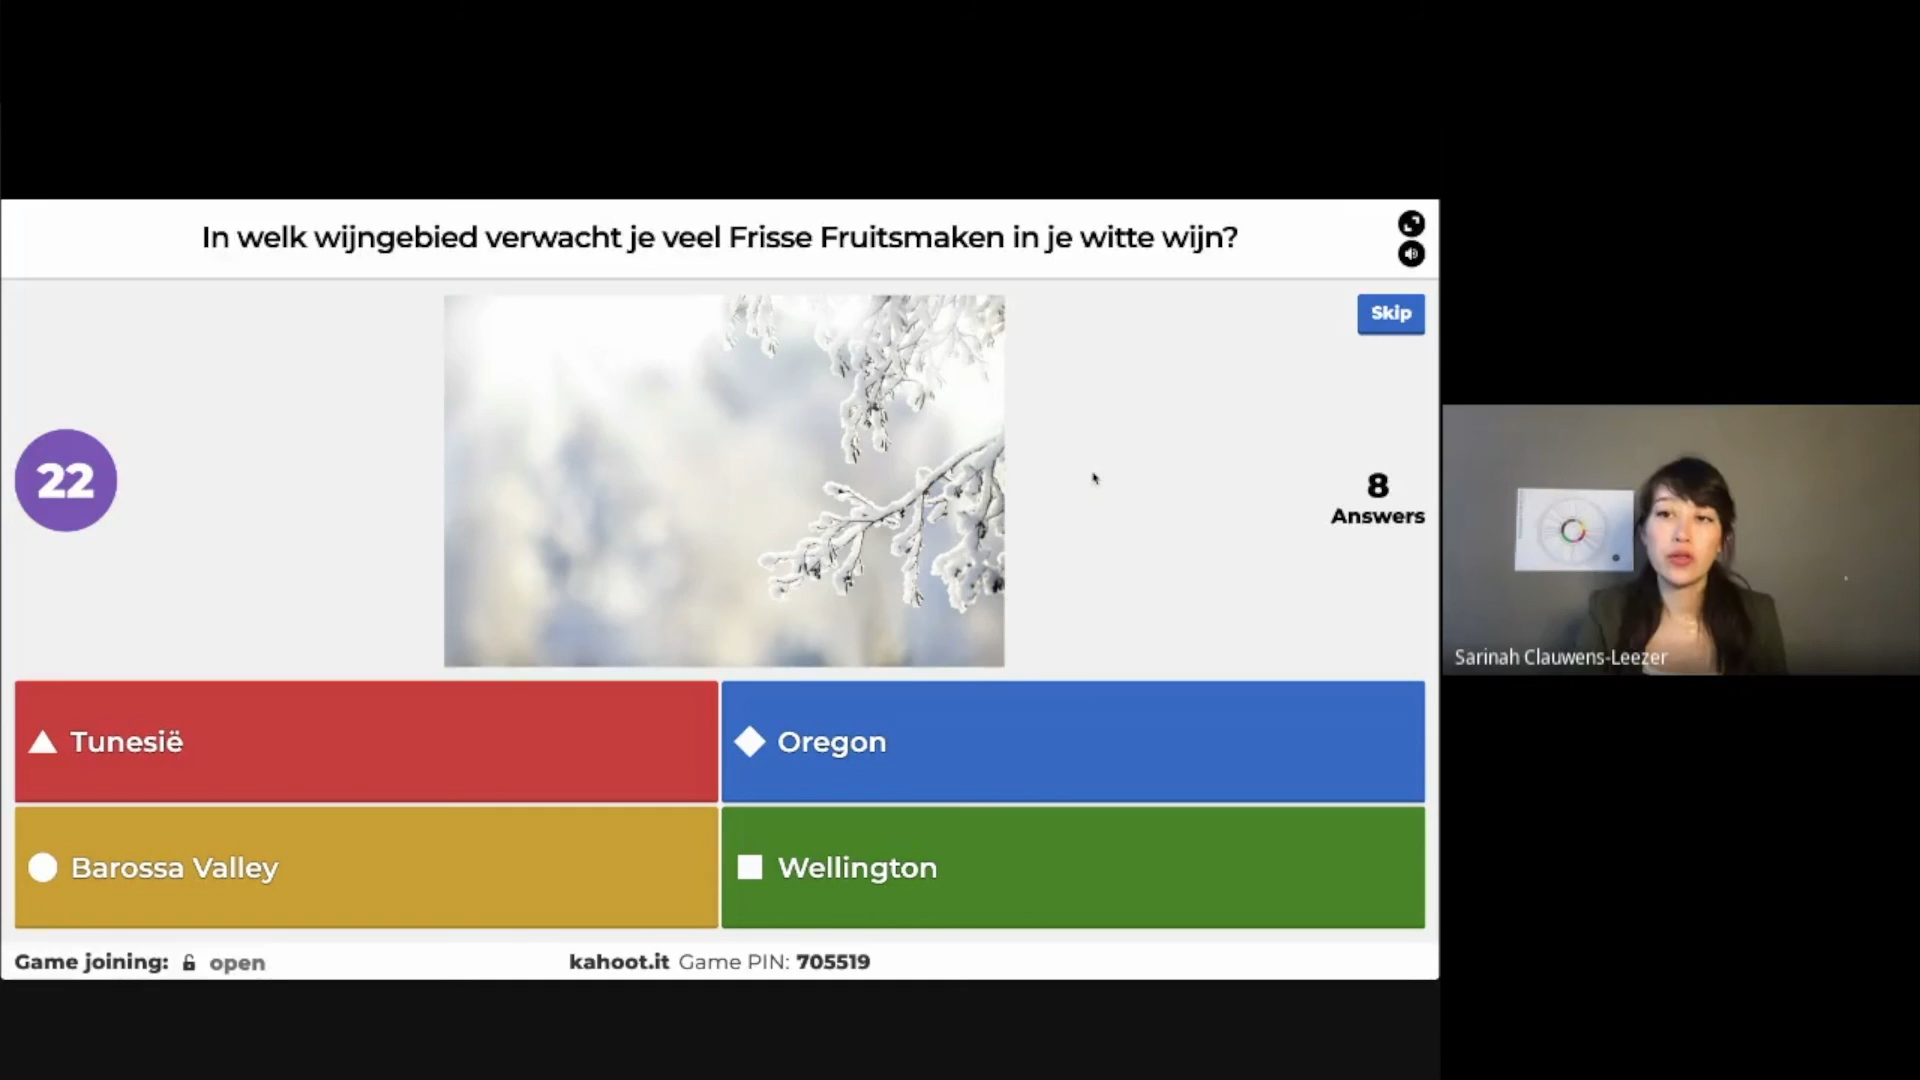 In welk wijngebied verwacht je veel Frisse Fruitsmaken in je witte wijn?
Skip
22
8
Answers
Sarinah Clauwens-Leezer
Tunesië
Oregon
Barossa Valley
Wellington
Game joining: open
kahoot.it Game PIN: 705519